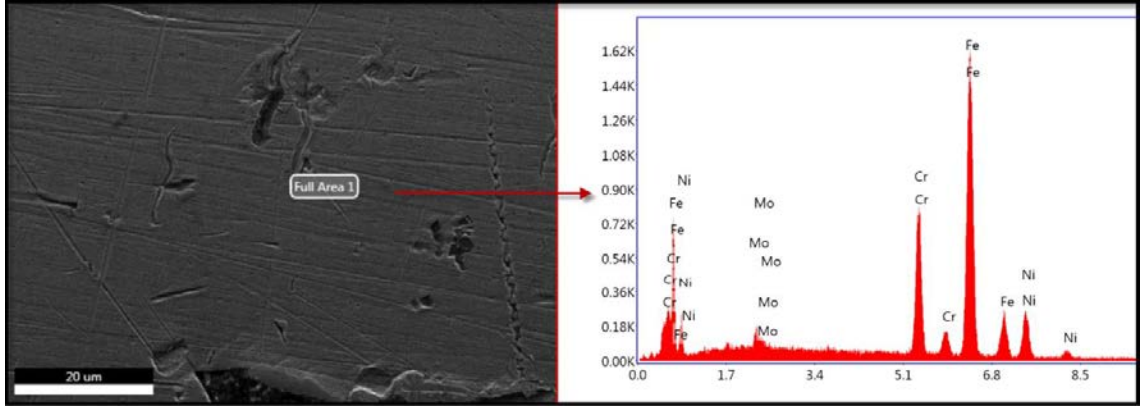 Full Area 1
20 um
1.62K
1.44K
1.26K
1.08K
0.90K
0.72K
0.54K
0.36K
0.18K
0.00K
0.0
1.7
3.4
5.1
6.8
8.5
Ni
Fe
Fe
Cr
Cr
Ni
Cr
Ni
Fe
Mo
Mo
Mo
Mo
Mo
Cr
Cr
Cr
Fe
Fe
Fe
Ni
Ni
Ni